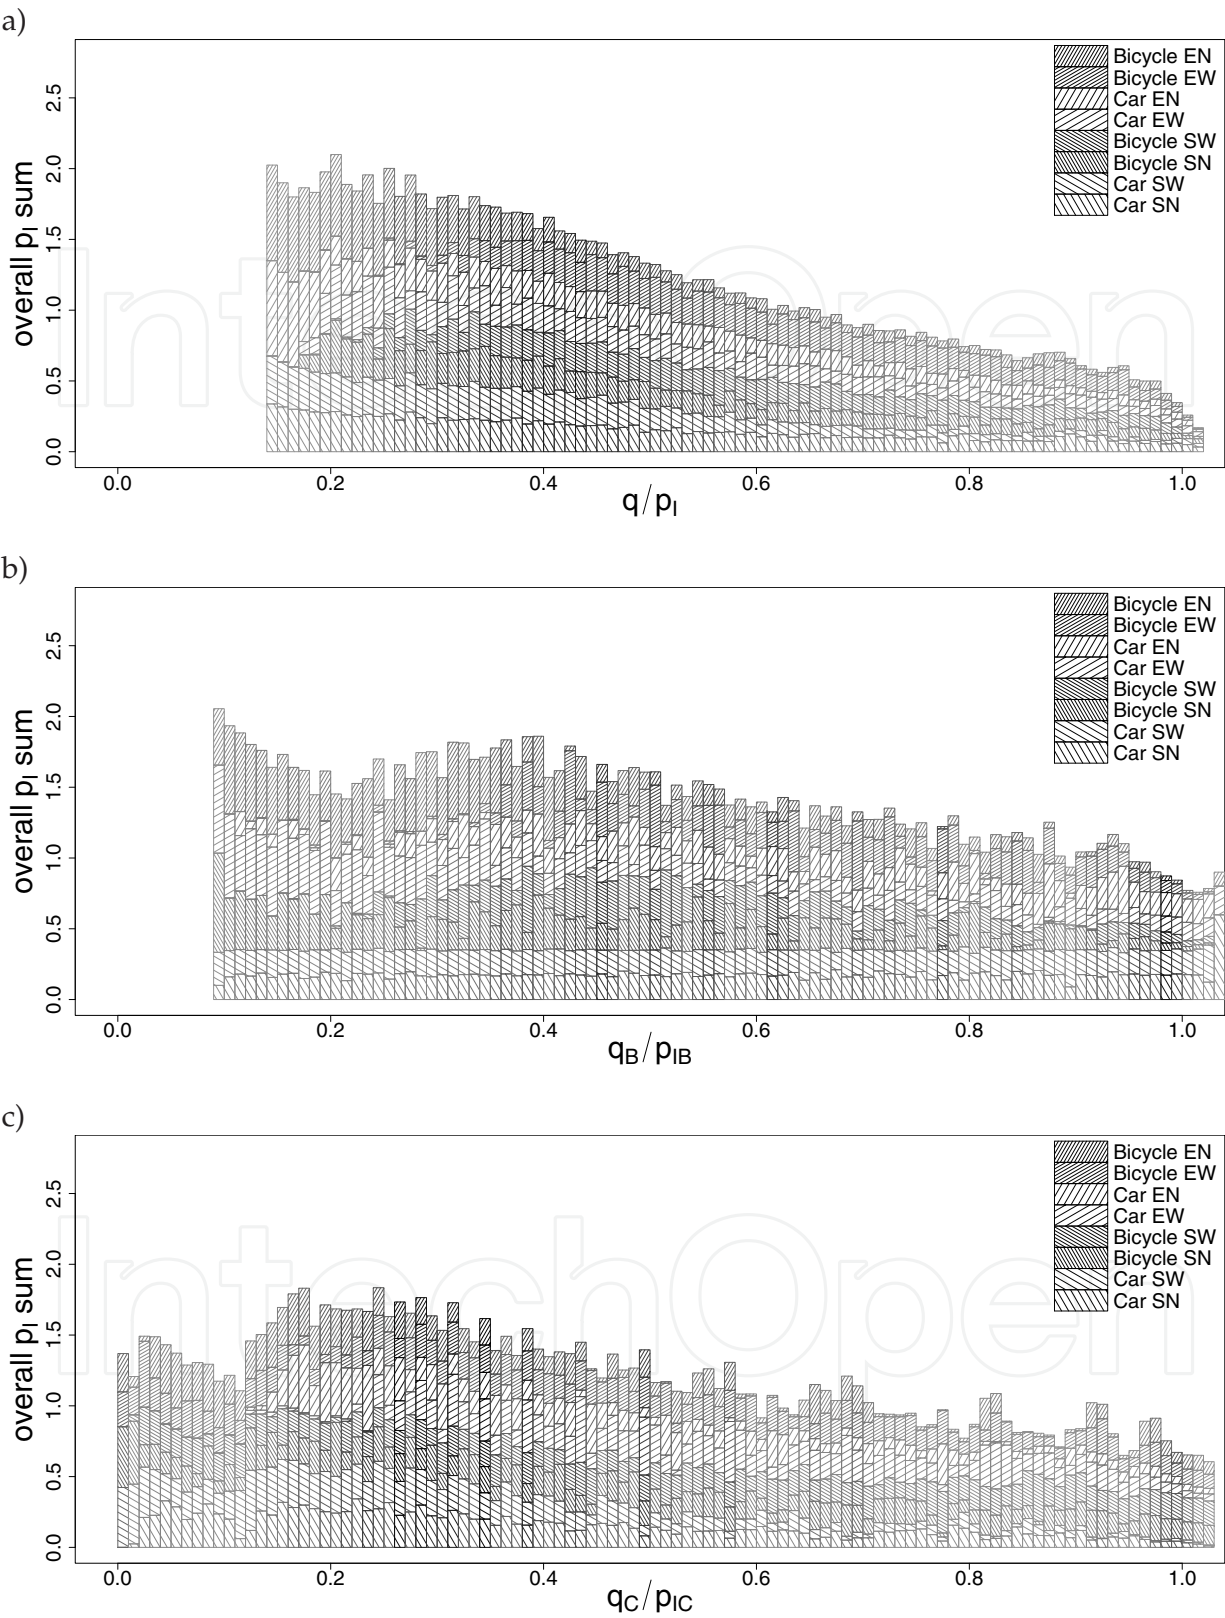 a)
overall pI sum
2.5
2.0
1.5
1.0
0.5
0.0
Bicycle EN
Bicycle EW
Car EN
Car EW
Bicycle SW
Bicycle SN
Car SW
Car SN
IntechOpen
0.0 0.2 0.4 0.6 0.8 1.0
q/pI
b)
overall pI sum
2.5
2.0
1.5
1.0
0.5
0.0
Bicycle EN
Bicycle EW
Car EN
Car EW
Bicycle SW
Bicycle SN
Car SW
Car SN
0.0 0.2 0.4 0.6 0.8 1.0
qB/pIB
c)
overall pI sum
2.5
2.0
1.5
1.0
0.5
0.0
Bicycle EN
Bicycle EW
Car EN
Car EW
Bicycle SW
Bicycle SN
Car SW
Car SN
IntechOpen
0.0 0.2 0.4 0.6 0.8 1.0
qC/pIC